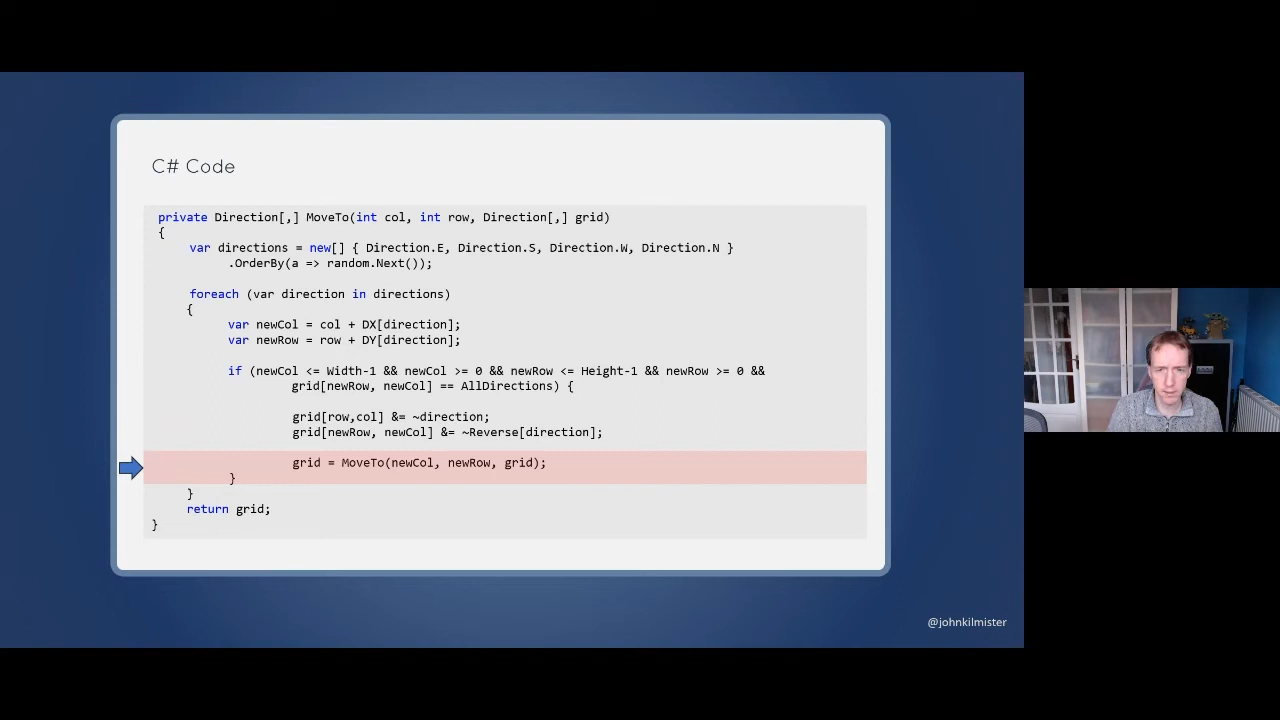 C# Code
private Direction[,] MoveTo(int col, int row, Direction[,] grid)
{
var directions = new[] { Direction.E, Direction.S, Direction.W, Direction.N }
.OrderBy(a => random.Next());
foreach (var direction in directions)
{
var newCol = col + DX[direction];
var newRow = row + DY[direction];
if (newCol <= Width-1 && newCol >= 0 && newRow <= Height-1 && newRow >= 0 &&
grid[newRow, newCol] == AllDirections) {
grid[row,col] &= ~direction;
grid[newRow, newCol] &= ~Reverse[direction];
grid = MoveTo(newCol, newRow, grid);
}
}
return grid;
}
@johnkilmister